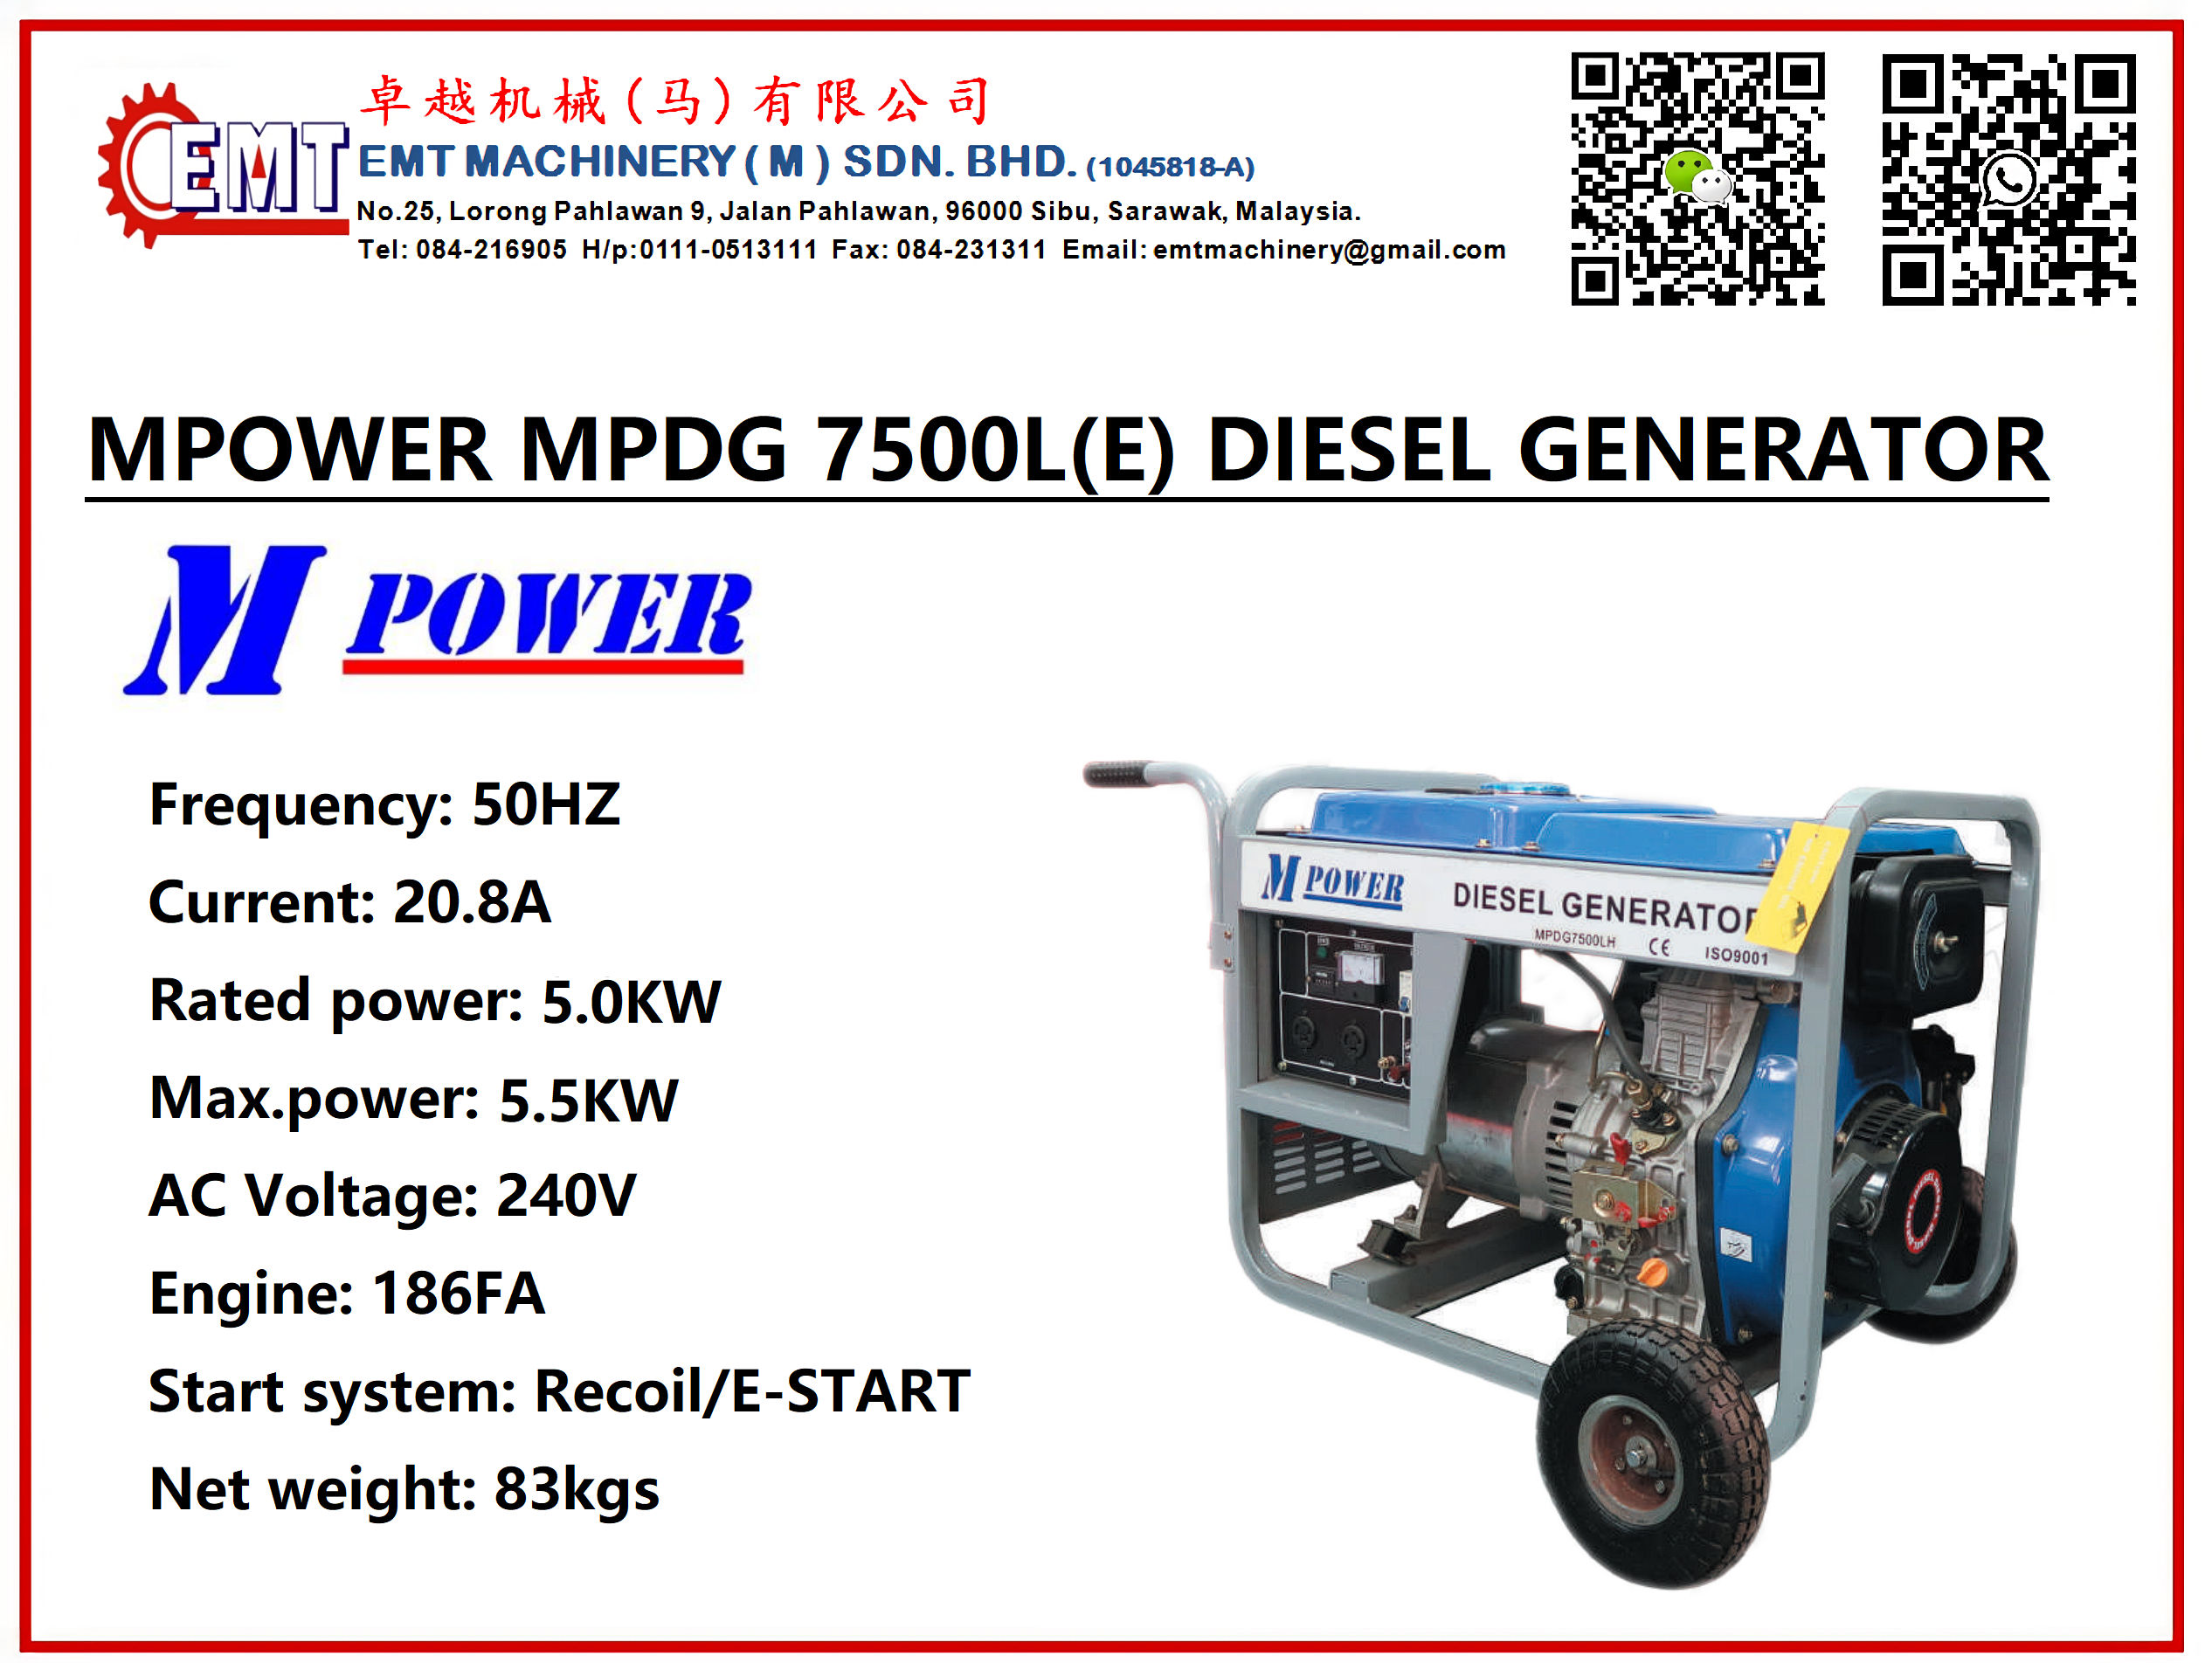 EMT
卓越机械(马)有限公司
EMT MACHINERY ( M ) SDN. BHD. (1045818-A)
No.25, Lorong Pahlawan 9, Jalan Pahlawan, 96000 Sibu, Sarawak, Malaysia.
Tel: 084-216905 H/p:0111-0513111 Fax: 084-231311 Email: emtmachinery@gmail.com
MPOWER MPDG 7500L(E) DIESEL GENERATOR
M POWER
Frequency: 50HZ
Current: 20.8A
Rated power: 5.0KW
Max.power: 5.5KW
AC Voltage: 240V
Engine: 186FA
Start system: Recoil/E-START
Net weight: 83kgs
M POWER DIESEL GENERATOR
MPDG7500LH CE ISO9001